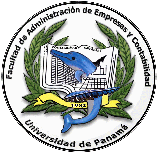 Facultad de Administración de Empresas y Contabilidad
Universidad de Panamá